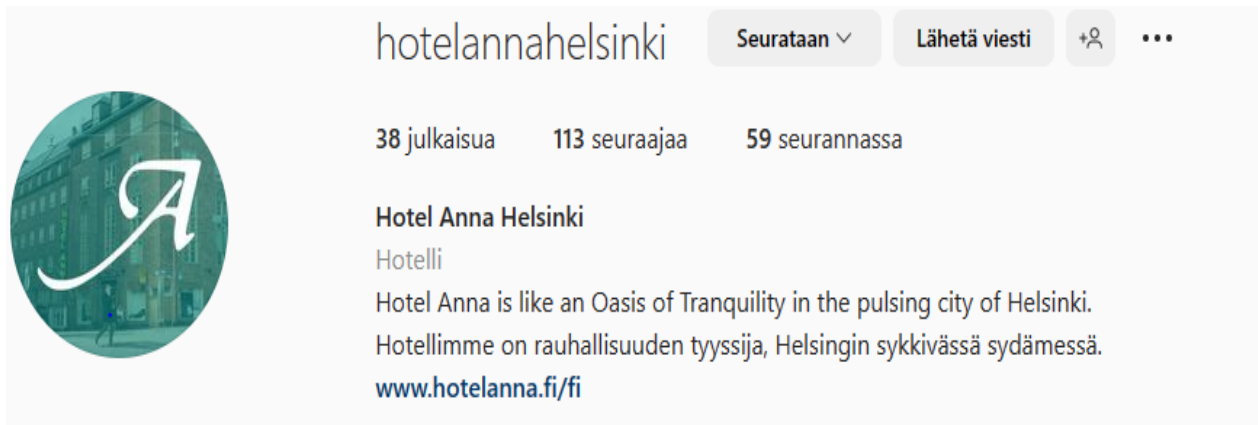 hotelannahelsinki Seurataan Lähetä viesti
38 julkaisua 113 seuraajaa 59 seurannassa
Hotel Anna Helsinki
Hotelli
Hotel Anna is like an Oasis of Tranquility in the pulsing city of Helsinki.
Hotellimme on rauhallisuuden tyyssija, Helsingin sykkivässä sydämessä.
www.hotelanna.fi/fi
A